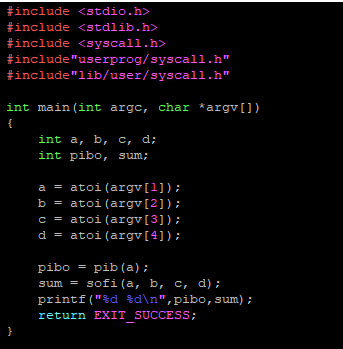 #include <stdio.h>
#include <stdlib.h>
#include <syscall.h>
#include"userprog/syscall.h"
#include"lib/user/syscall.h"

int main(int argc, char *argv[])
{
    int a, b, c, d;
    int pibo, sum;

    a = atoi(argv[1]);
    b = atoi(argv[2]);
    c = atoi(argv[3]);
    d = atoi(argv[4]);

    pibo = pib(a);
    sum = sofi(a, b, c, d);
    printf("%d %d\n",pibo,sum);
    return EXIT_SUCCESS;
}